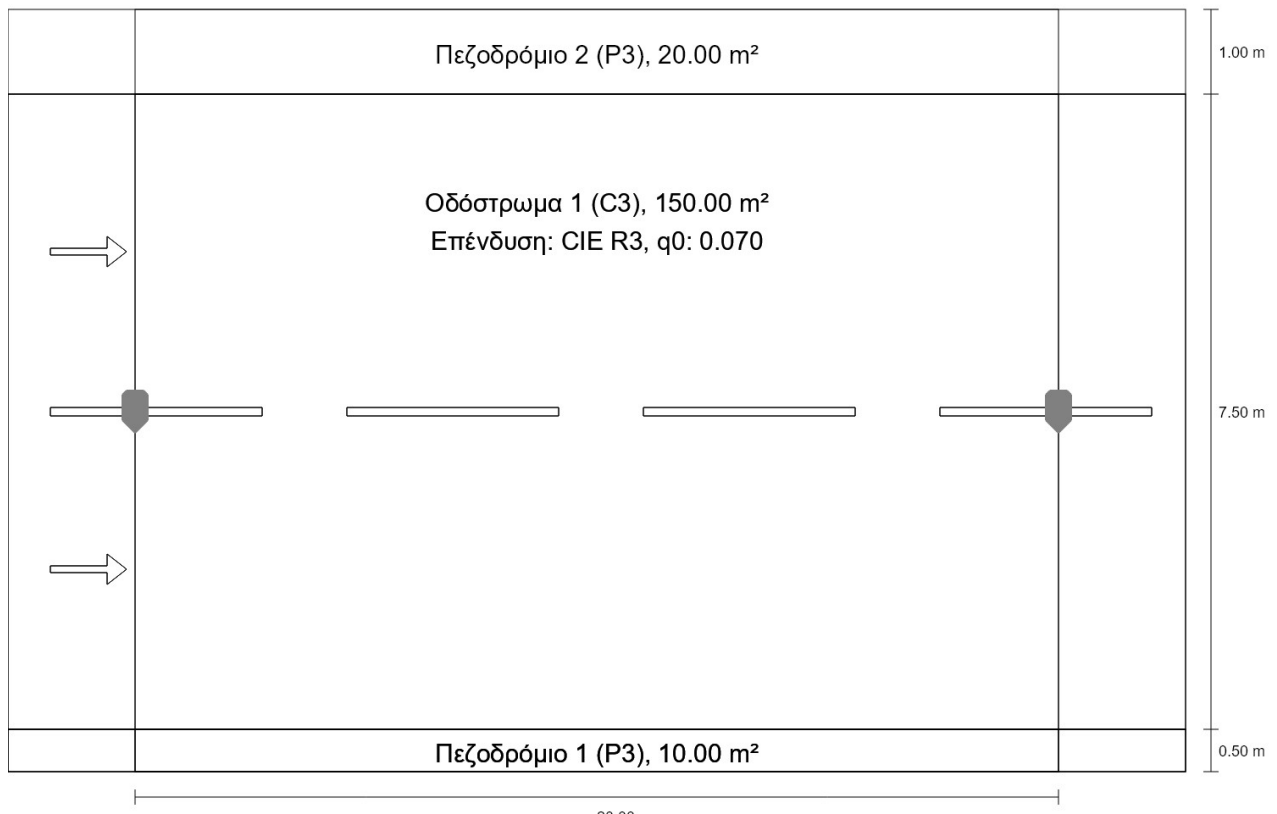 Πεζοδρόμιο 2 (P3), 20.00 m²
1.00 m
Οδόστρωμα 1 (C3), 150.00 m²
Επένδυση: CIE R3, q0: 0.070
7.50 m
Πεζοδρόμιο 1 (P3), 10.00 m²
0.50 m